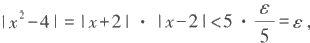 |x²-4| = |x+2| · |x-2| < 5 · ε/5 = ε,